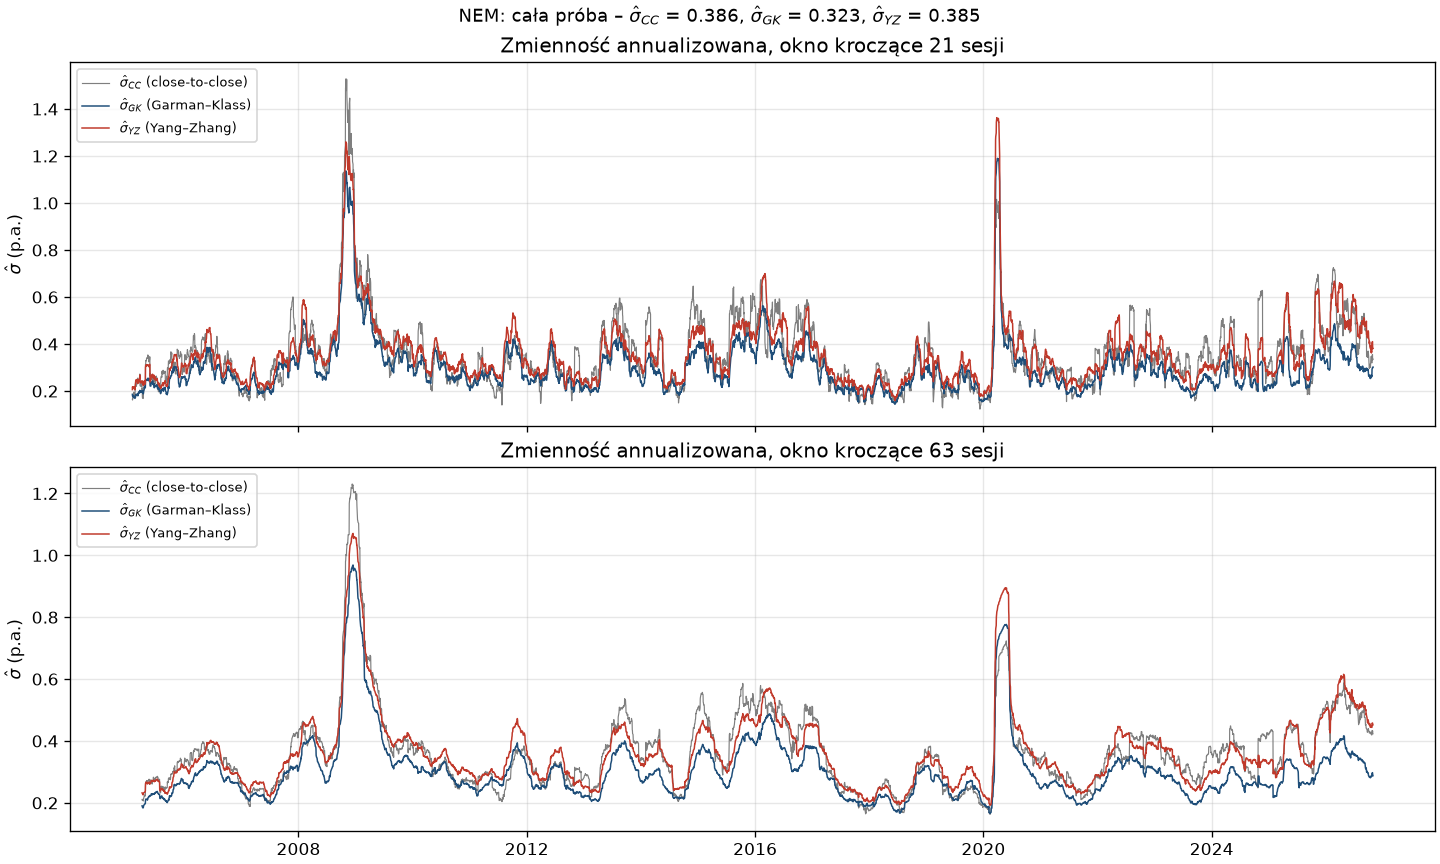 NEM: cała próba – σ̂CC = 0.386, σ̂GK = 0.323, σ̂YZ = 0.385
Zmienność annualizowana, okno kroczące 21 sesji
σ̂CC (close-to-close)
σ̂GK (Garman–Klass)
σ̂YZ (Yang–Zhang)
σ̂ (p.a.)
1.4
1.2
1.0
0.8
0.6
0.4
0.2
Zmienność annualizowana, okno kroczące 63 sesji
σ̂CC (close-to-close)
σ̂GK (Garman–Klass)
σ̂YZ (Yang–Zhang)
σ̂ (p.a.)
1.2
1.0
0.8
0.6
0.4
0.2
2008 2012 2016 2020 2024